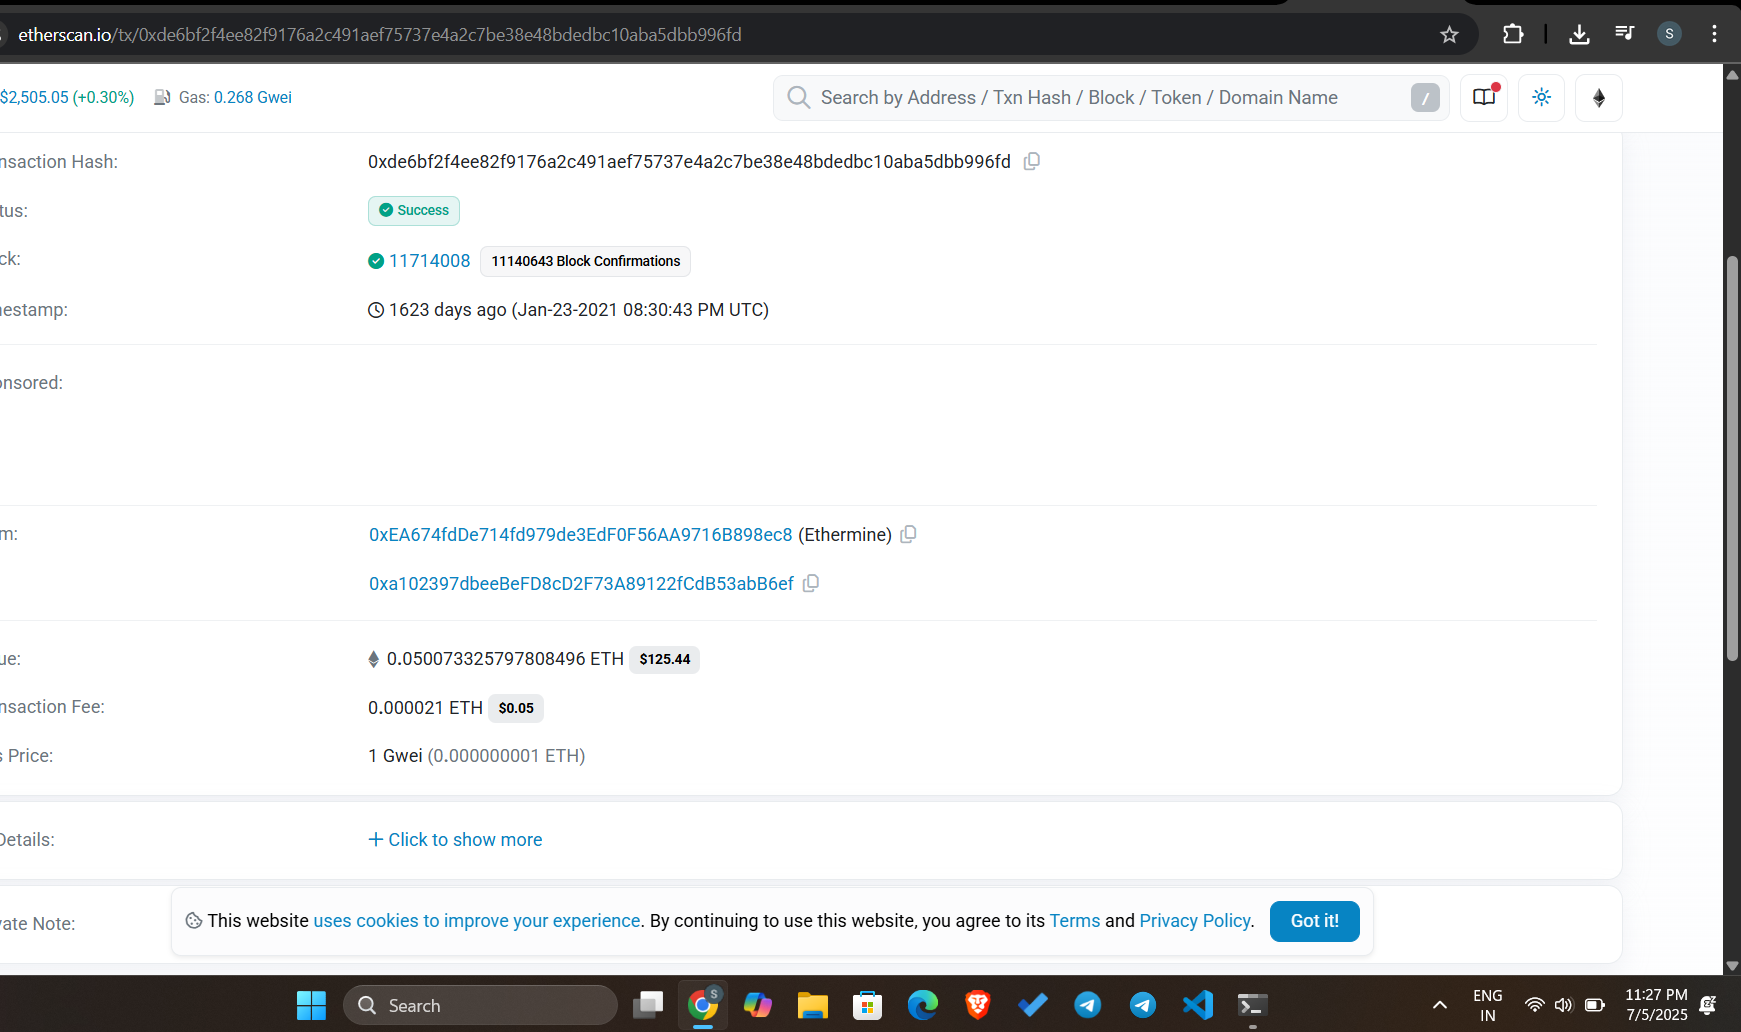 etherscan.io/tx/0xde6bf2f4ee82f9176a2c491aef75737e4a2c7be38e48bdedbc10aba5dbb996fd
S
$2,505.05 (+0.30%) Gas: 0.268 Gwei
Search by Address / Txn Hash / Block / Token / Domain Name
/
nsaction Hash: 0xde6bf2f4ee82f9176a2c491aef75737e4a2c7be38e48bdedbc10aba5dbb996fd
tus: Success
ck: 11714008 11140643 Block Confirmations
nestamp: 1623 days ago (Jan-23-2021 08:30:43 PM UTC)
onsored:
m: 0xEA674fdDe714fd979de3EdF0F56AA9716B898ec8 (Ethermine)
0xa102397dbeeBeFD8cD2F73A89122fCdB53abB6ef
ue: 0.050073325797808496 ETH $125.44
nsaction Fee: 0.000021 ETH $0.05
s Price: 1 Gwei (0.000000001 ETH)
Details: + Click to show more
vate Note:
This website uses cookies to improve your experience. By continuing to use this website, you agree to its Terms and Privacy Policy. Got it!
Search
S
ENG
IN
11:27 PM
7/5/2025